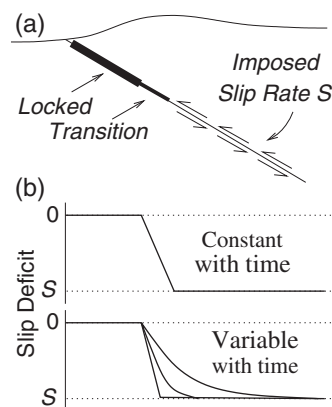 (a)
Imposed
Slip Rate S
Locked
Transition
(b)
0
Constant
with time
S
Slip Deficit
0
Variable
with time
S